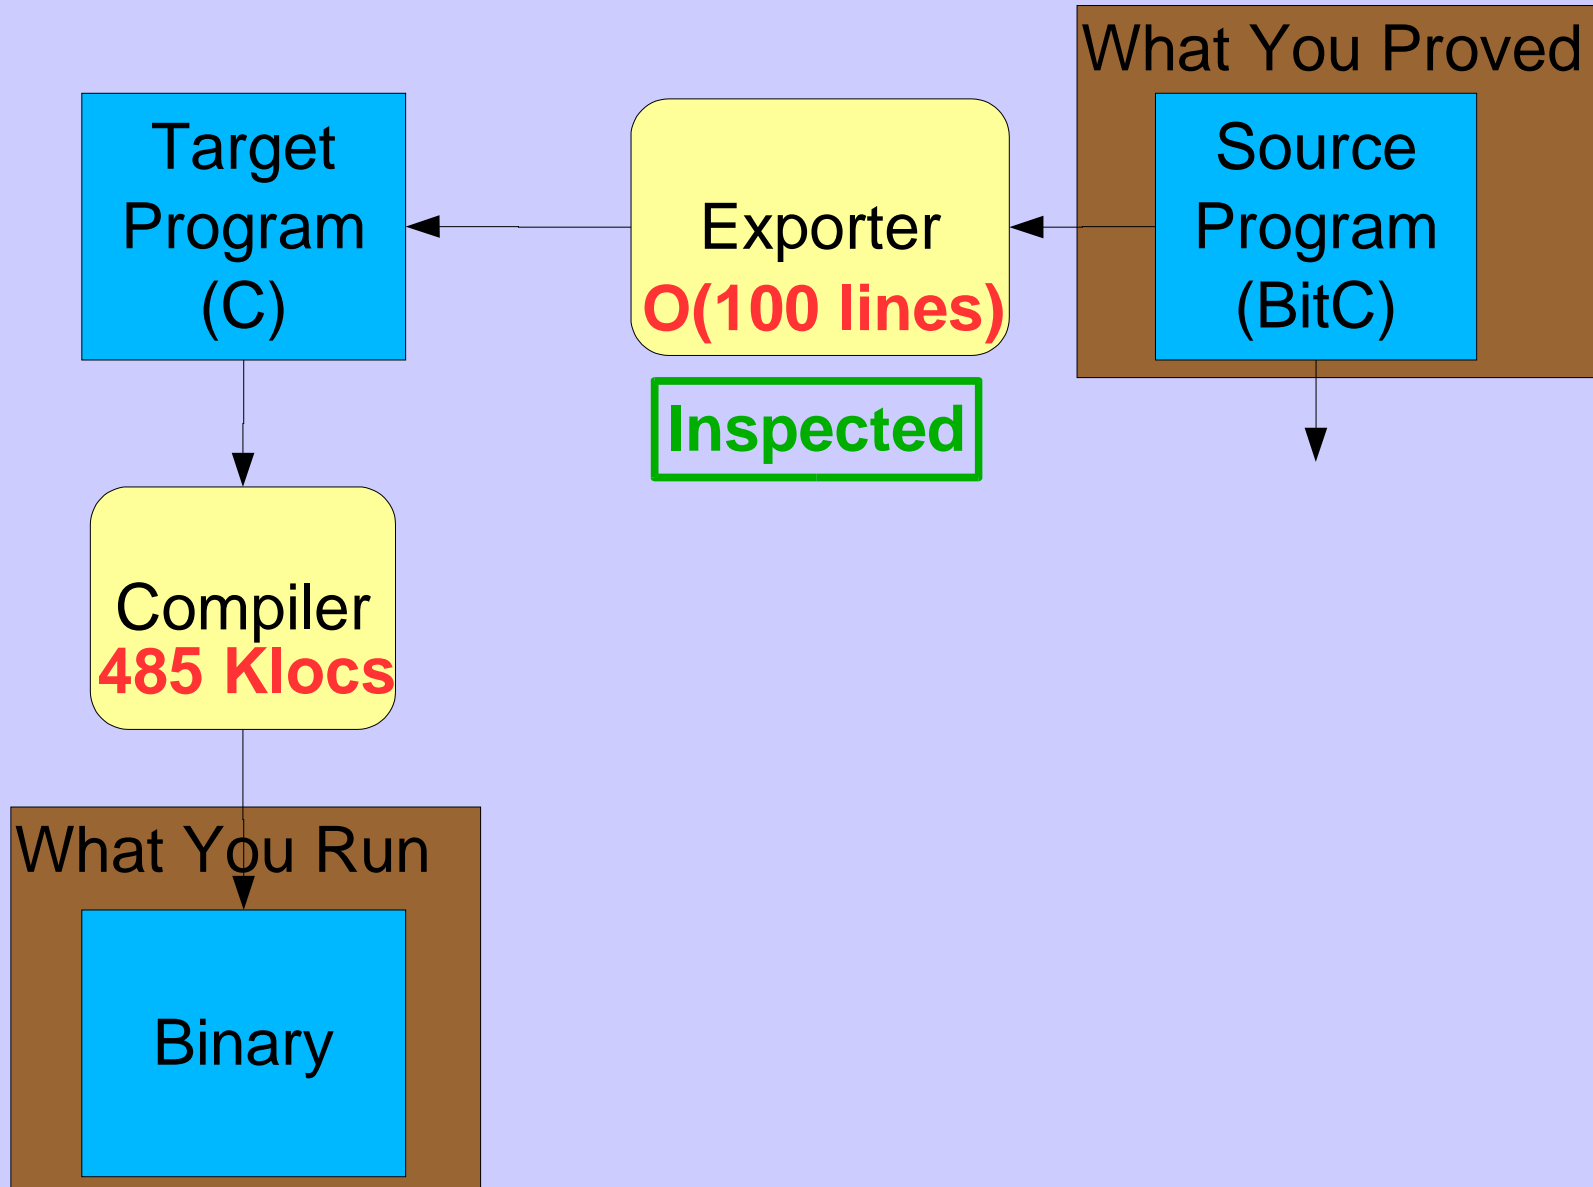 What You Proved
Target
Program
(C)
Exporter
O(100 lines)
Source
Program
(BitC)
Inspected
Compiler
485 Klocs
What You Run
Binary